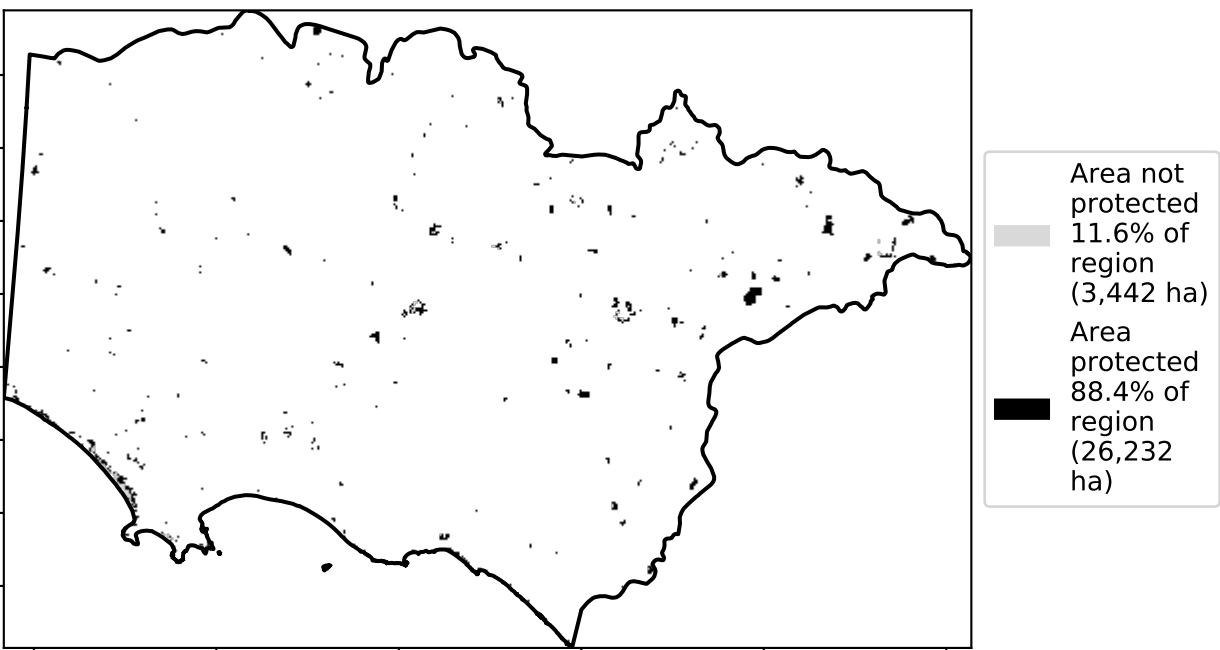 Area not
protected
11.6% of
region
(3,442 ha)
Area
protected
88.4% of
region
(26,232
ha)